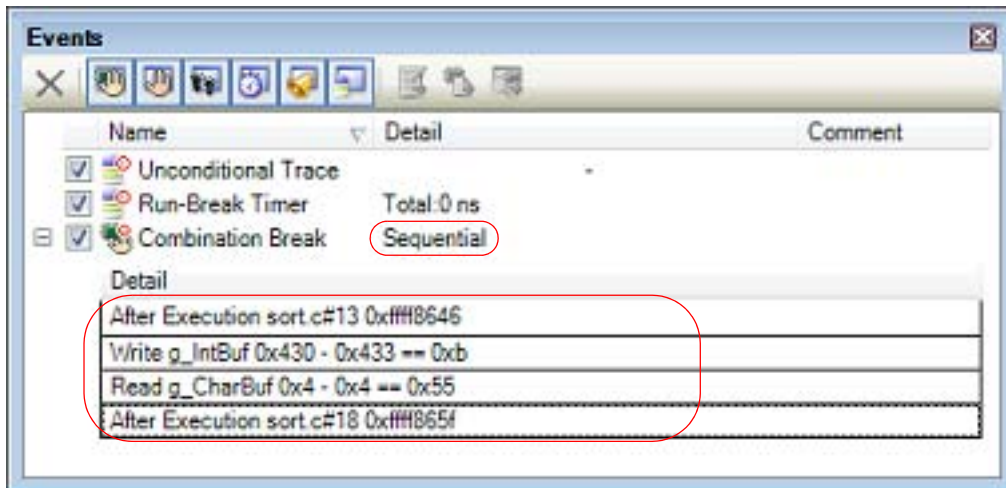 Events
Name Detail Comment
Unconditional Trace -
Run-Break Timer Total:0 ns
Combination Break Sequential
Detail
After Execution sort.c#13 0xffff8646
Write g_IntBuf 0x430 - 0x433 == 0xb
Read g_CharBuf 0x4 - 0x4 == 0x55
After Execution sort.c#18 0xffff865f